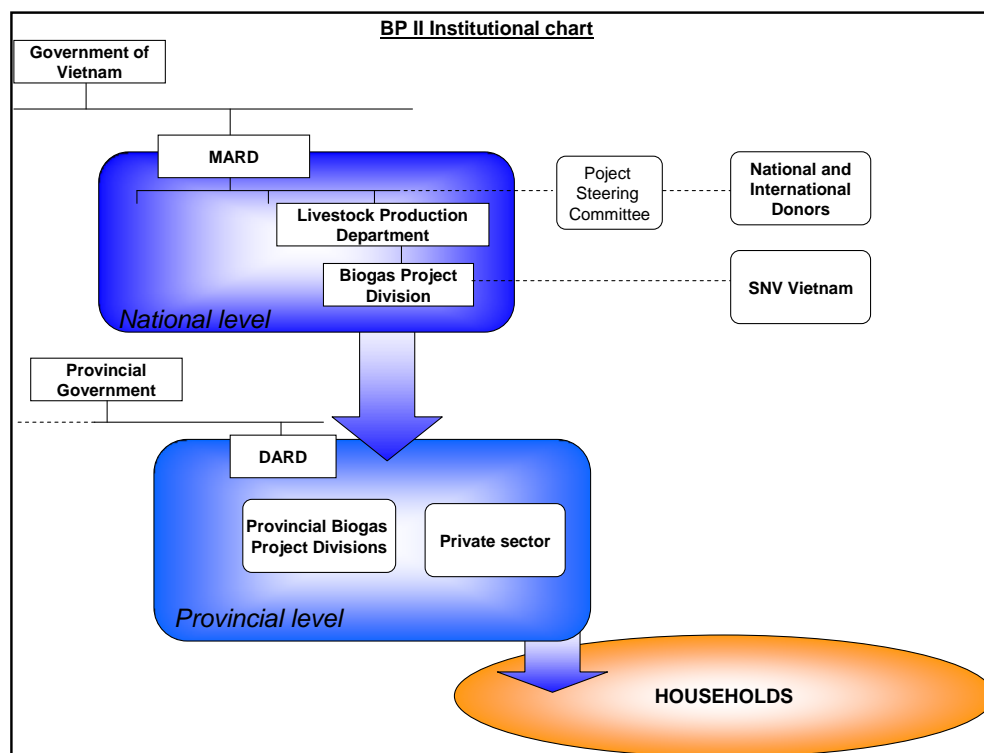 BP II Institutional chart
Government of
Vietnam
MARD
Poject
Steering
Committee
National and
International
Donors
Livestock Production
Department
Biogas Project
Division
SNV Vietnam
National level
Provincial
Government
DARD
Provincial Biogas
Project Divisions
Private sector
Provincial level
HOUSEHOLDS